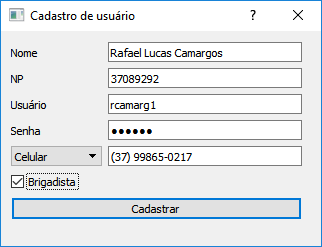 Cadastro de usuário ?
Nome Rafael Lucas Camargos
NP 37089292
Usuário rcamarg1
Senha ●●●●●●
Celular (37) 99865-0217
Brigadista
Cadastrar